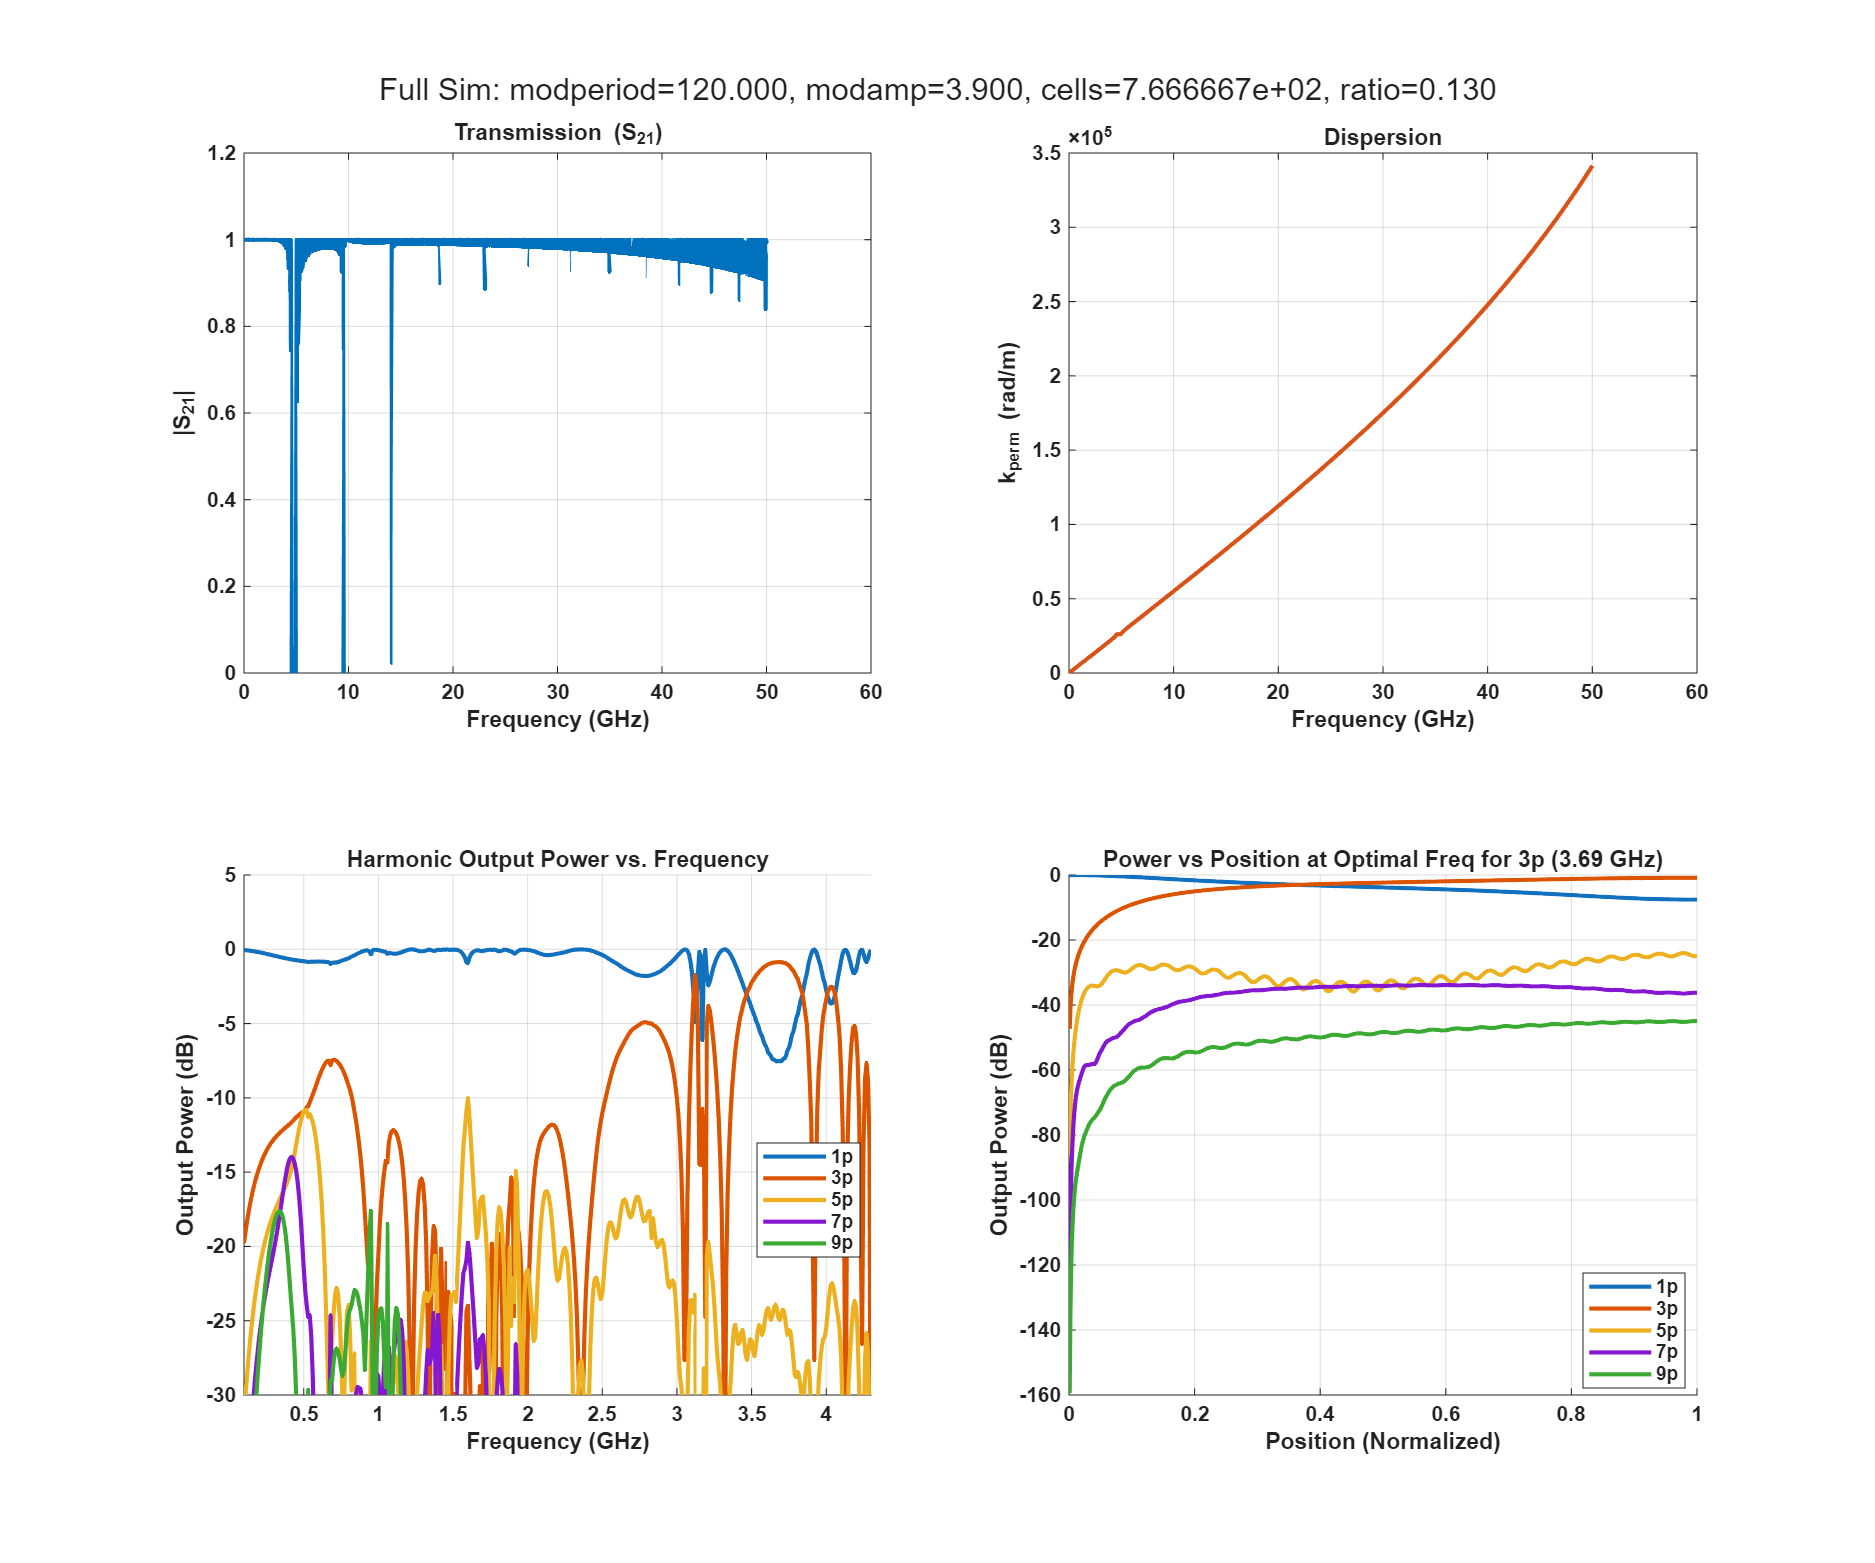 Full Sim: modperiod=120.000, modamp=3.900, cells=7.666667e+02, ratio=0.130
Transmission (S21)
1.2
1
0.8
0.6
0.4
0.2
0
|S21|
0 10 20 30 40 50 60
Frequency (GHz)
×10^5
Dispersion
3.5
3
2.5
2
1.5
1
0.5
0
kperm (rad/m)
0 10 20 30 40 50 60
Frequency (GHz)
Harmonic Output Power vs. Frequency
5
0
-5
-10
-15
-20
-25
-30
Output Power (dB)
1p
3p
5p
7p
9p
0.5 1 1.5 2 2.5 3 3.5 4
Frequency (GHz)
Power vs Position at Optimal Freq for 3p (3.69 GHz)
0
-20
-40
-60
-80
-100
-120
-140
-160
Output Power (dB)
1p
3p
5p
7p
9p
0 0.2 0.4 0.6 0.8 1
Position (Normalized)